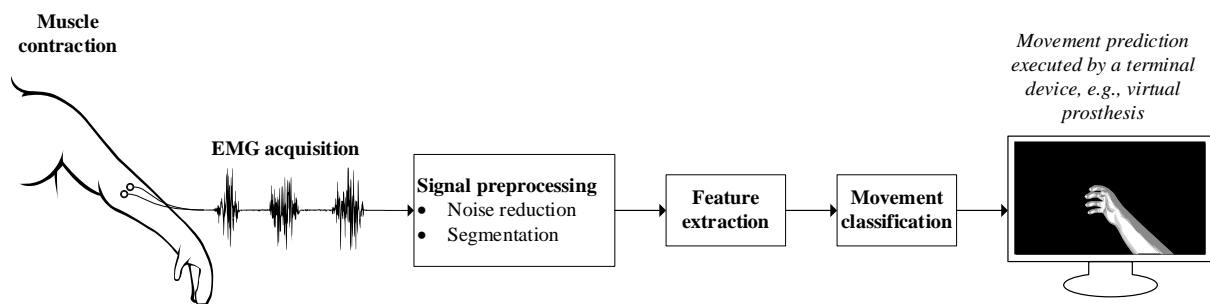 Muscle
contraction
EMG acquisition
Signal preprocessing
• Noise reduction
• Segmentation
Feature
extraction
Movement
classification
Movement prediction
executed by a terminal
device, e.g., virtual
prosthesis